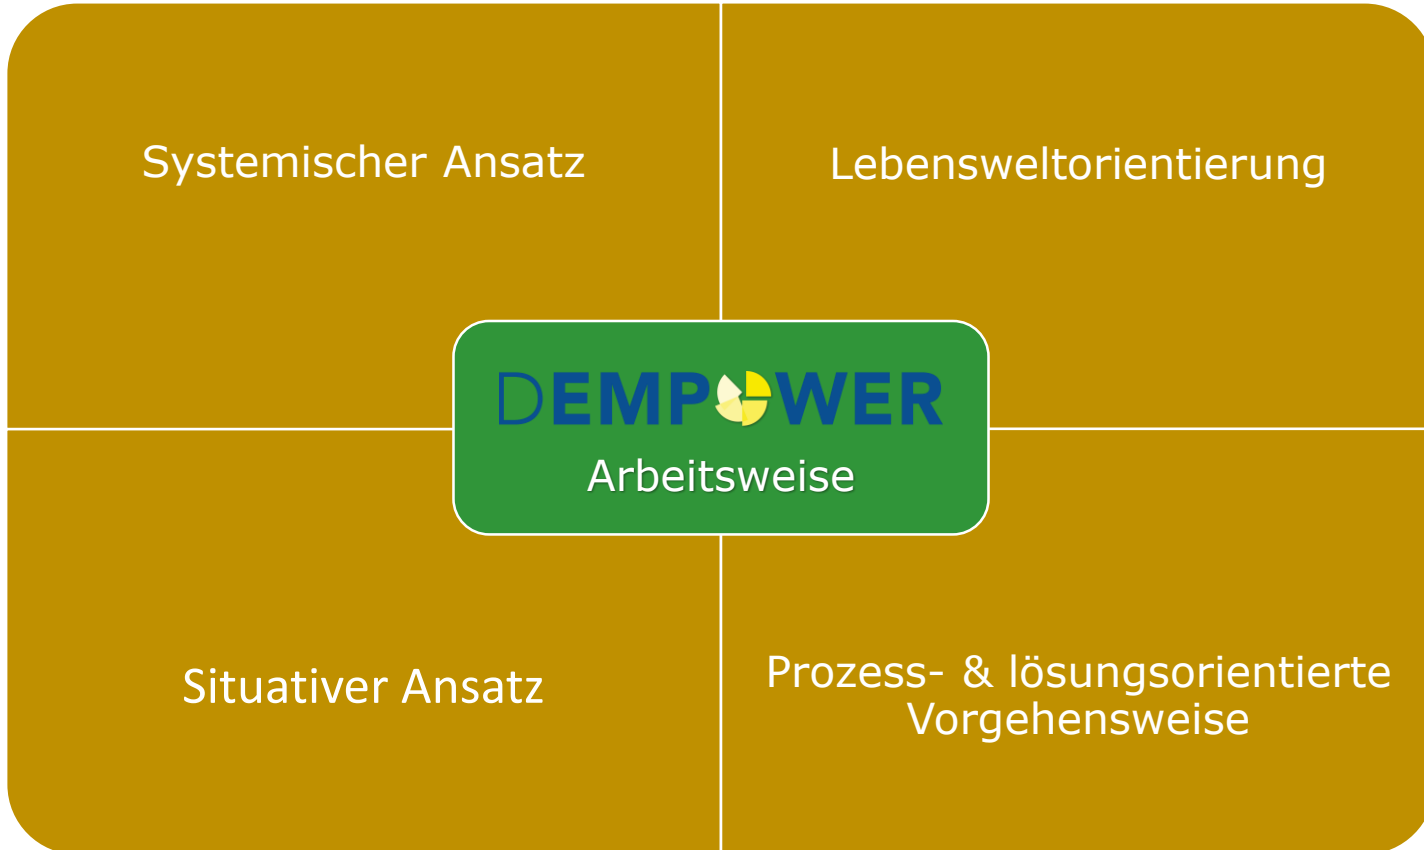 Systemischer Ansatz
Lebensweltorientierung
DEMPOWER
Arbeitsweise
Situativer Ansatz
Prozess- & lösungsorientierte
Vorgehensweise